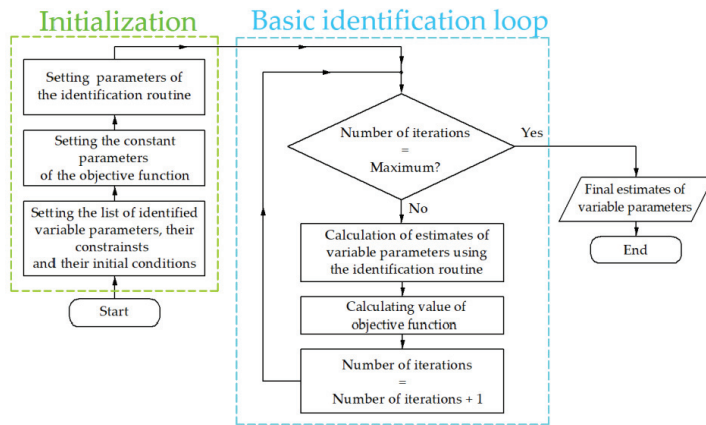 Initialization
Setting parameters of
the identification routine
Setting the constant
parameters
of the objective function
Setting the list of identified
variable parameters, their
constrainsts
and their initial conditions
Start
Basic identification loop
Number of iterations
=
Maximum?
Yes
No
Calculation of estimates of
variable parameters using
the identification routine
Calculating value of
objective function
Number of iterations
=
Number of iterations + 1
Final estimates of
variable parameters
End